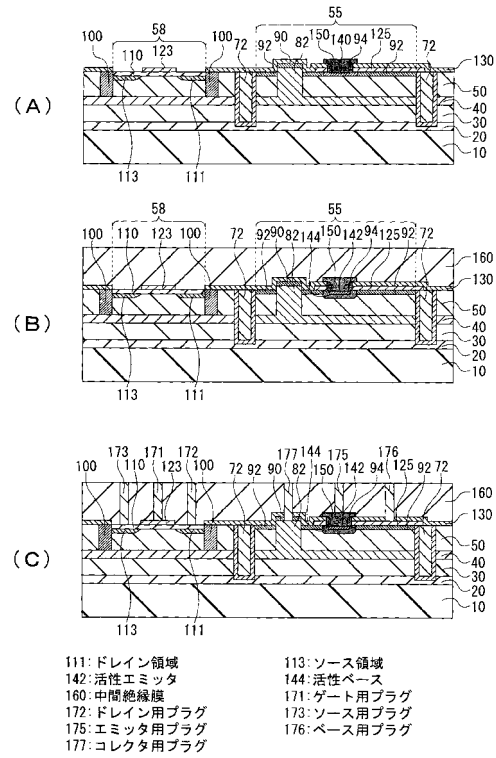 55
58
100 110 123 100 72 92 90 82 150 140 94 125 92 72
130
50
40
30
20
10
(A)
113 111
58
55
100 110 123 100 72 92 90 82 144 150 142 94 125 92 72
160
130
50
40
30
20
10
(B)
113 111
173 171 172 177 144 175 176
100 110 123 100 72 92 90 82 150 142 94 125 92 72
160
130
50
40
30
20
10
(C)
113 111
111:ドレイン領域
142:活性エミッタ
160:中間絶縁膜
172:ドレイン用プラグ
175:エミッタ用プラグ
177:コレクタ用プラグ
113:ソース領域
144:活性ベース
171:ゲート用プラグ
173:ソース用プラグ
176:ベース用プラグ